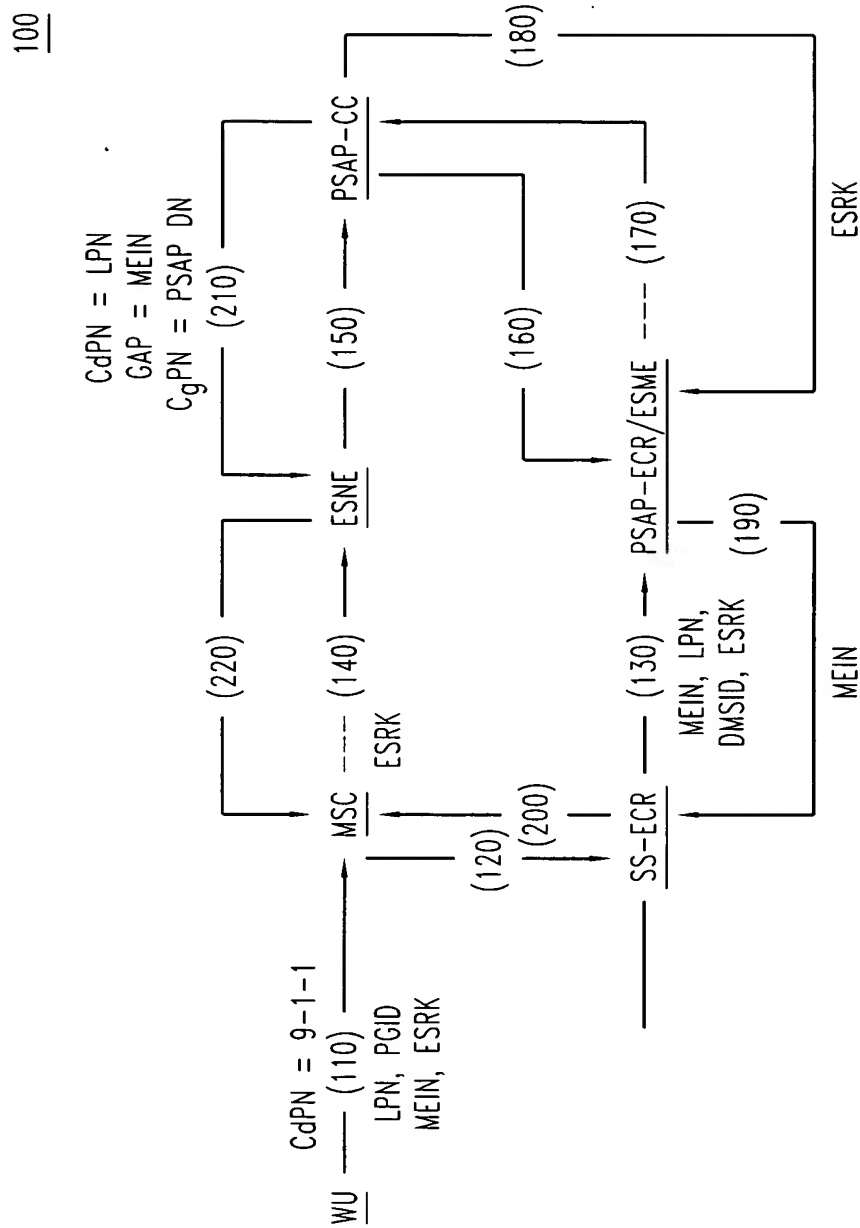 100
CdPN = LPN
GAP = MEIN
CgPN = PSAP DN
(210)
(220)
CdPN = 9-1-1
(110)
LPN, PGID
MEIN, ESRK
WU
MSC
(140)
ESRK
ESNE
(150)
PSAP-CC
(180)
(120)
(200)
(160)
(170)
SS-ECR
(130)
MEIN, LPN,
DMSID, ESRK
PSAP-ECR/ESME
(190)
MEIN
ESRK